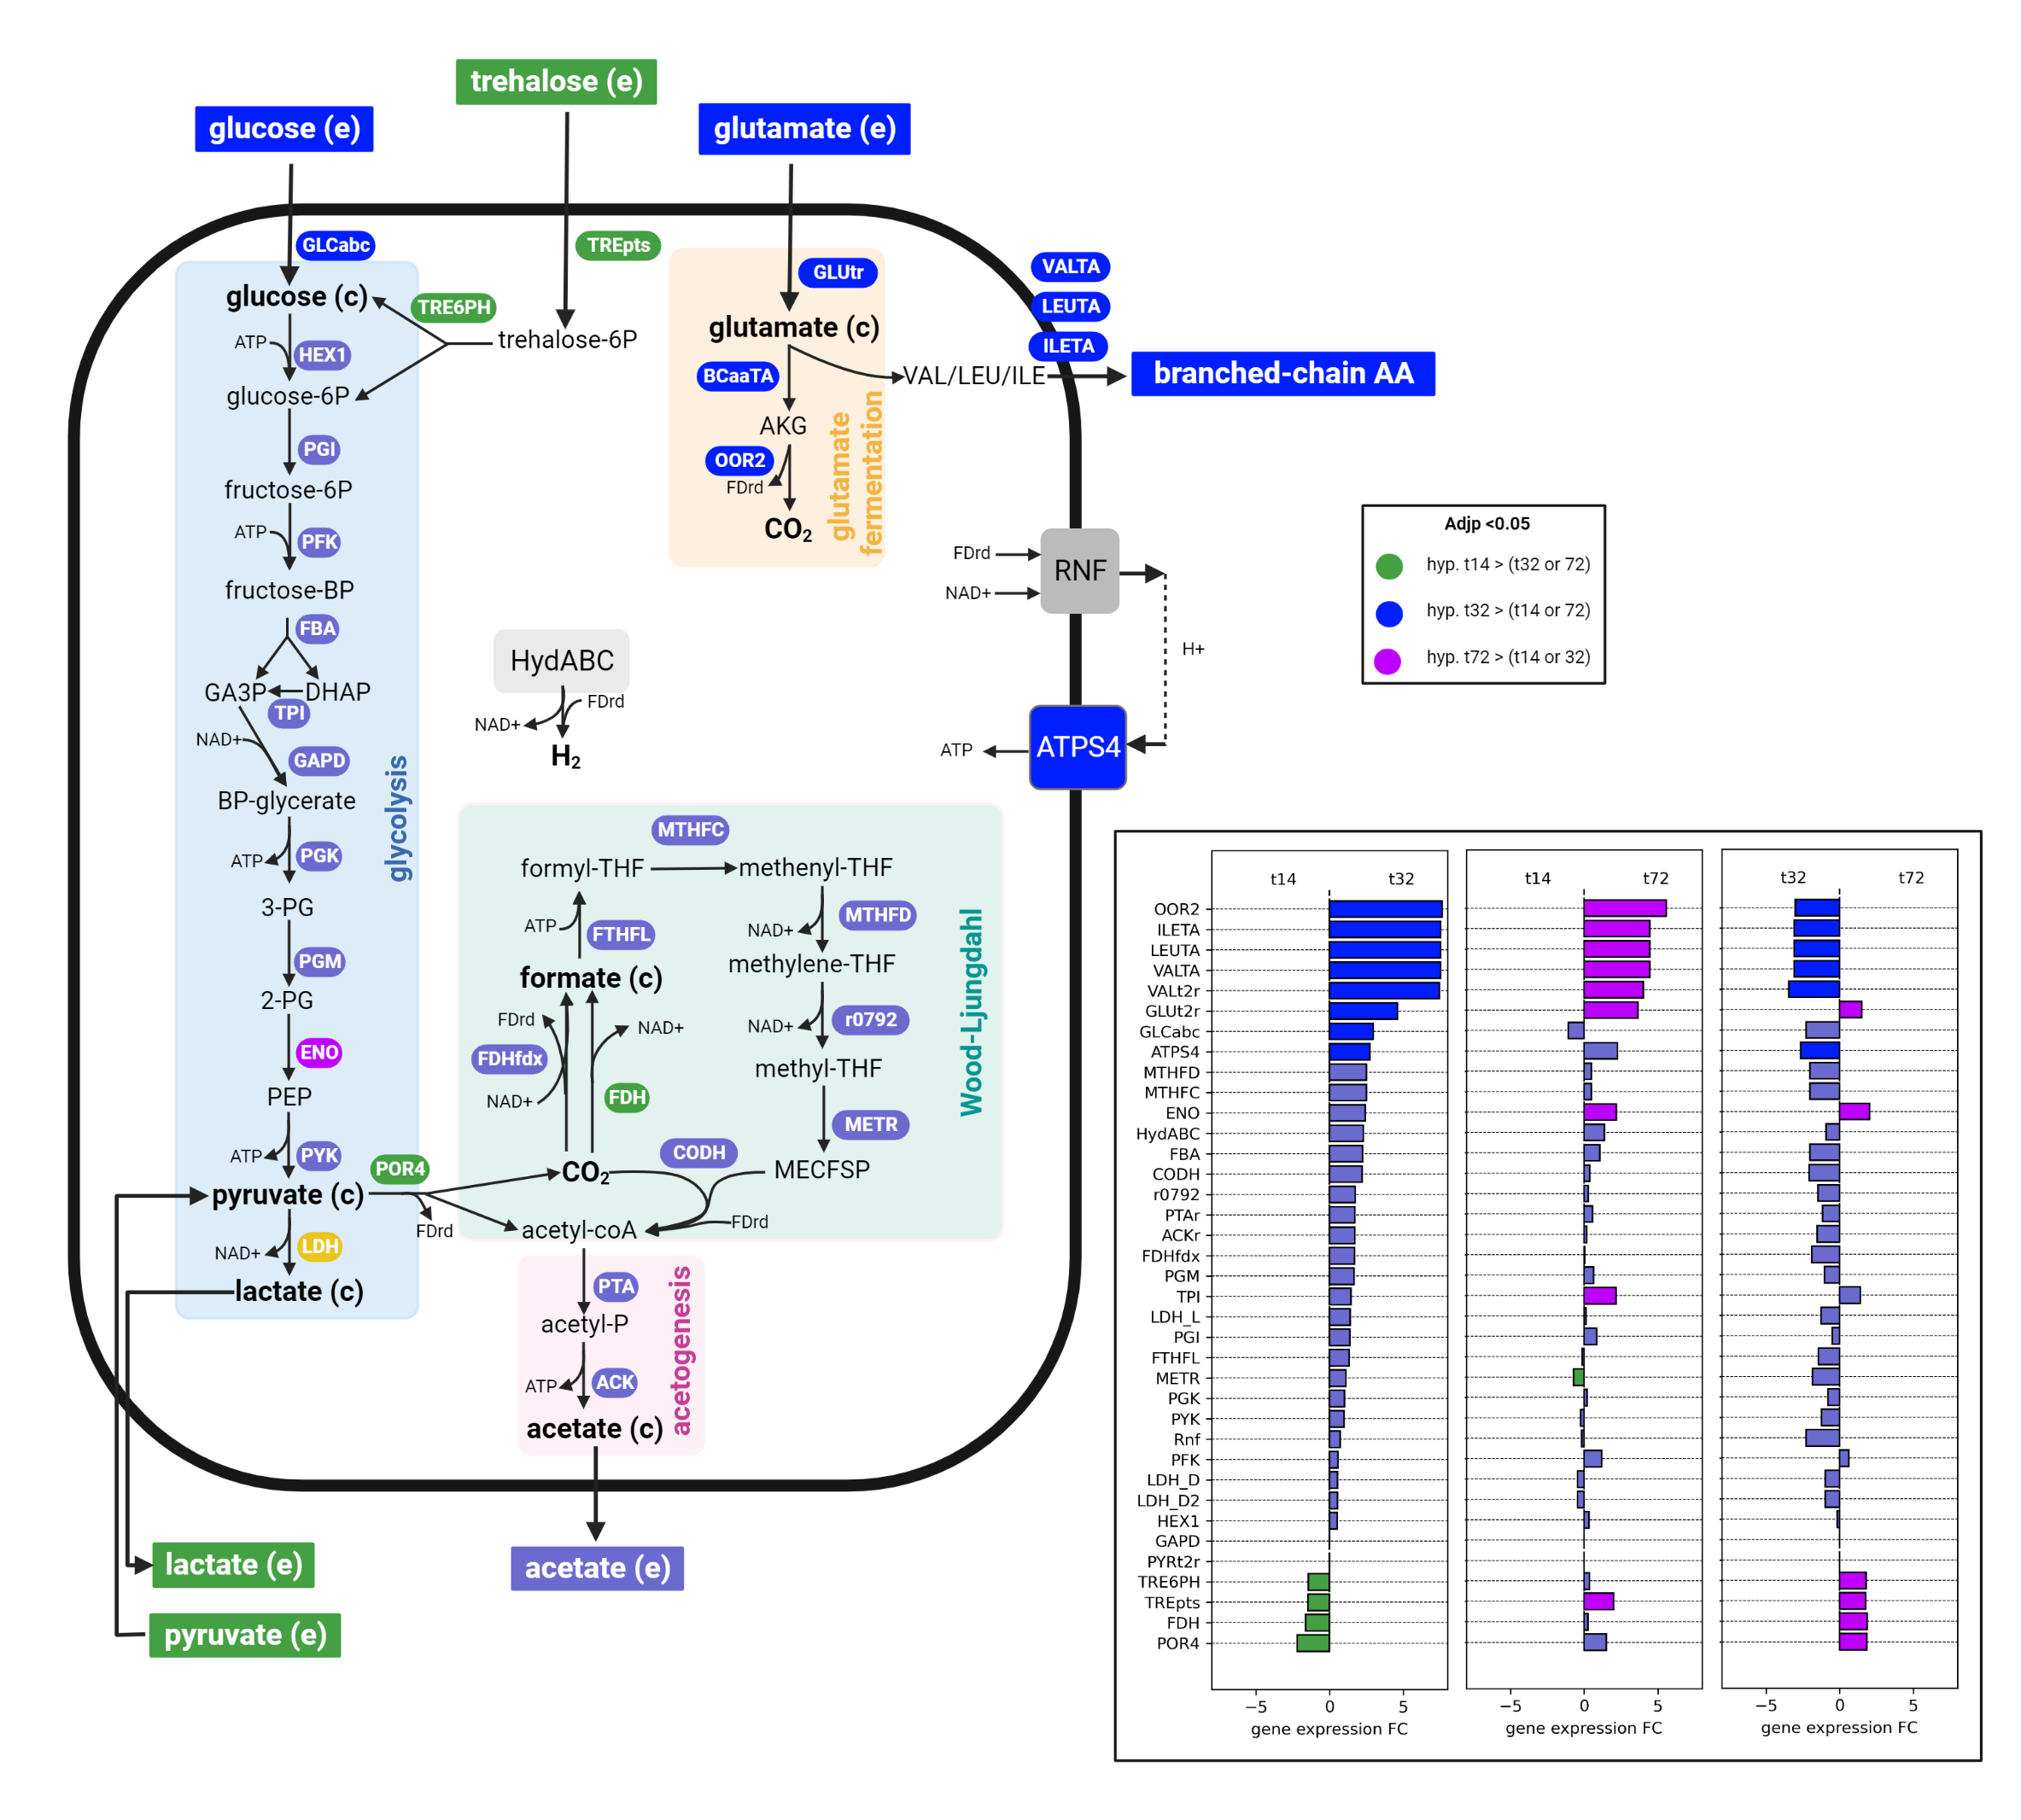 trehalose (e)
glucose (e)
glutamate (e)
GLCabc
TREpts
GLUtr
VALTA
LEUTA
ILETA
glucose (c)
TRE6PH
trehalose-6P
glutamate (c)
ATP
HEX1
glucose-6P
BCaaTA
VAL/LEU/ILE
branched-chain AA
AKG
PGI
OOR2
FDrd
fructose-6P
CO2
glutamate
fermentation
ATP
PFK
fructose-BP
FBA
GA3P
DHAP
TPI
NAD+
GAPD
BP-glycerate
glycolysis
ATP
PGK
3-PG
PGM
2-PG
ENO
PEP
ATP
PYK
POR4
pyruvate (c)
FDrd
NAD+
LDH
lactate (c)
HydABC
FDrd
NAD+
H2
FDrd
NAD+
RNF
H+
ATP
ATPS4
Adjp <0.05
hyp. t14 > (t32 or 72)
hyp. t32 > (t14 or 72)
hyp. t72 > (t14 or 32)
MTHFC
formyl-THF
methenyl-THF
ATP
FTHFL
NAD+
MTHFD
formate (c)
methylene-THF
FDrd
NAD+
NAD+
r0792
FDHfdx
methyl-THF
NAD+
FDH
METR
CODH
CO2
MECFSP
acetyl-coA
FDrd
Wood-Ljungdahl
PTA
acetyl-P
ATP
ACK
acetate (c)
acetogenesis
lactate (e)
acetate (e)
pyruvate (e)
t14 t32 t14 t72 t32 t72
OOR2
ILETA
LEUTA
VALTA
VALt2r
GLUt2r
GLCabc
ATPS4
MTHFD
MTHFC
ENO
HydABC
FBA
CODH
r0792
PTAr
ACKr
FDHfdx
PGM
TPI
LDH_L
PGI
FTHFL
METR
PGK
PYK
Rnf
PFK
LDH_D
LDH_D2
HEX1
GAPD
PYRt2r
TRE6PH
TREpts
FDH
POR4
−5 0 5 −5 0 5 −5 0 5
gene expression FC gene expression FC gene expression FC